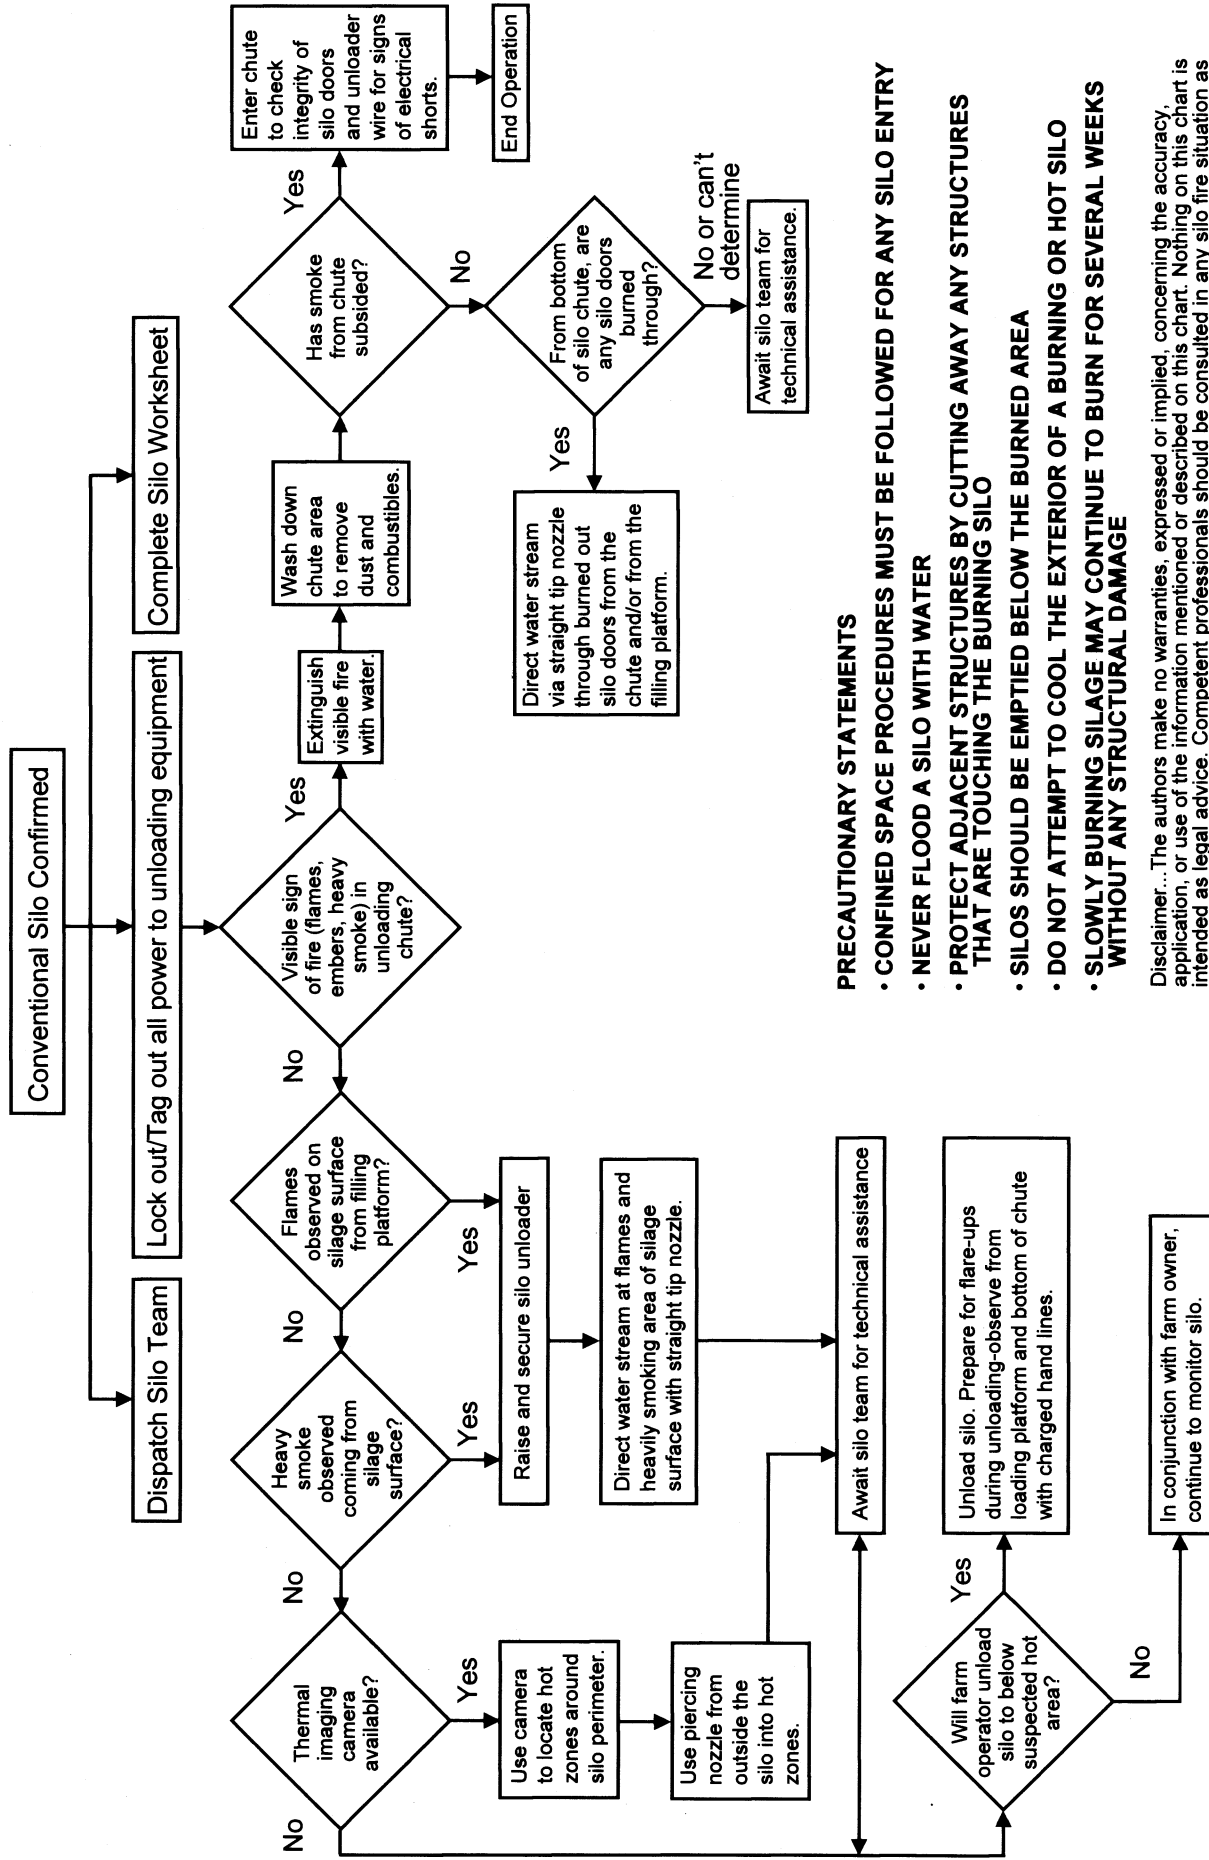 Conventional Silo Confirmed
Dispatch Silo Team
Lock out/Tag out all power to unloading equipment
Complete Silo Worksheet
Visible sign
of fire (flames,
embers, heavy
smoke) in
unloading
chute?
Yes
Extinguish
visible fire
with water.
Wash down
chute area
to remove
dust and
combustibles.
Has smoke
from chute
subsided?
Yes
Enter chute
to check
integrity of
silo doors
and unloader
wire for signs
of electrical
shorts.
End Operation
No
From bottom
of silo chute, are
any silo doors
burned
through?
Yes
Direct water stream
via straight tip nozzle
through burned out
silo doors from the
chute and/or from the
filling platform.
No or can't
determine
Await silo team for
technical assistance.
No
Flames
observed on
silage surface
from filling
platform?
Yes
No
Heavy
smoke
observed
coming from
silage
surface?
Yes
Raise and secure silo unloader
Direct water stream at flames and
heavily smoking area of silage
surface with straight tip nozzle.
Await silo team for technical assistance
No
Thermal
imaging
camera
available?
Yes
Use camera
to locate hot
zones around
silo perimeter.
Use piercing
nozzle from
outside the
silo into hot
zones.
No
Will farm
operator unload
silo to below
suspected hot
area?
Yes
Unload silo. Prepare for flare-ups
during unloading-observe from
loading platform and bottom of chute
with charged hand lines.
No
In conjunction with farm owner,
continue to monitor silo.
PRECAUTIONARY STATEMENTS
• CONFINED SPACE PROCEDURES MUST BE FOLLOWED FOR ANY SILO ENTRY
• NEVER FLOOD A SILO WITH WATER
• PROTECT ADJACENT STRUCTURES BY CUTTING AWAY ANY STRUCTURES
THAT ARE TOUCHING THE BURNING SILO
• SILOS SHOULD BE EMPTIED BELOW THE BURNED AREA
• DO NOT ATTEMPT TO COOL THE EXTERIOR OF A BURNING OR HOT SILO
• SLOWLY BURNING SILAGE MAY CONTINUE TO BURN FOR SEVERAL WEEKS
WITHOUT ANY STRUCTURAL DAMAGE
Disclaimer...The authors make no warranties, expressed or implied, concerning the accuracy,
application, or use of the information mentioned or described on this chart. Nothing on this chart is
intended as legal advice. Competent professionals should be consulted in any silo fire situation as